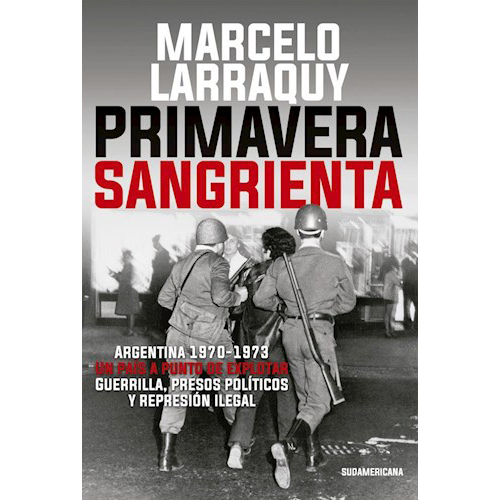 MARCELO
LARRAQUY
PRIMAVERA
SANGRIENTA
ARGENTINA 1970-1973
UN PAÍS A PUNTO DE EXPLOTAR
GUERRILLA, PRESOS POLÍTICOS
Y REPRESIÓN ILEGAL
SUDAMERICANA